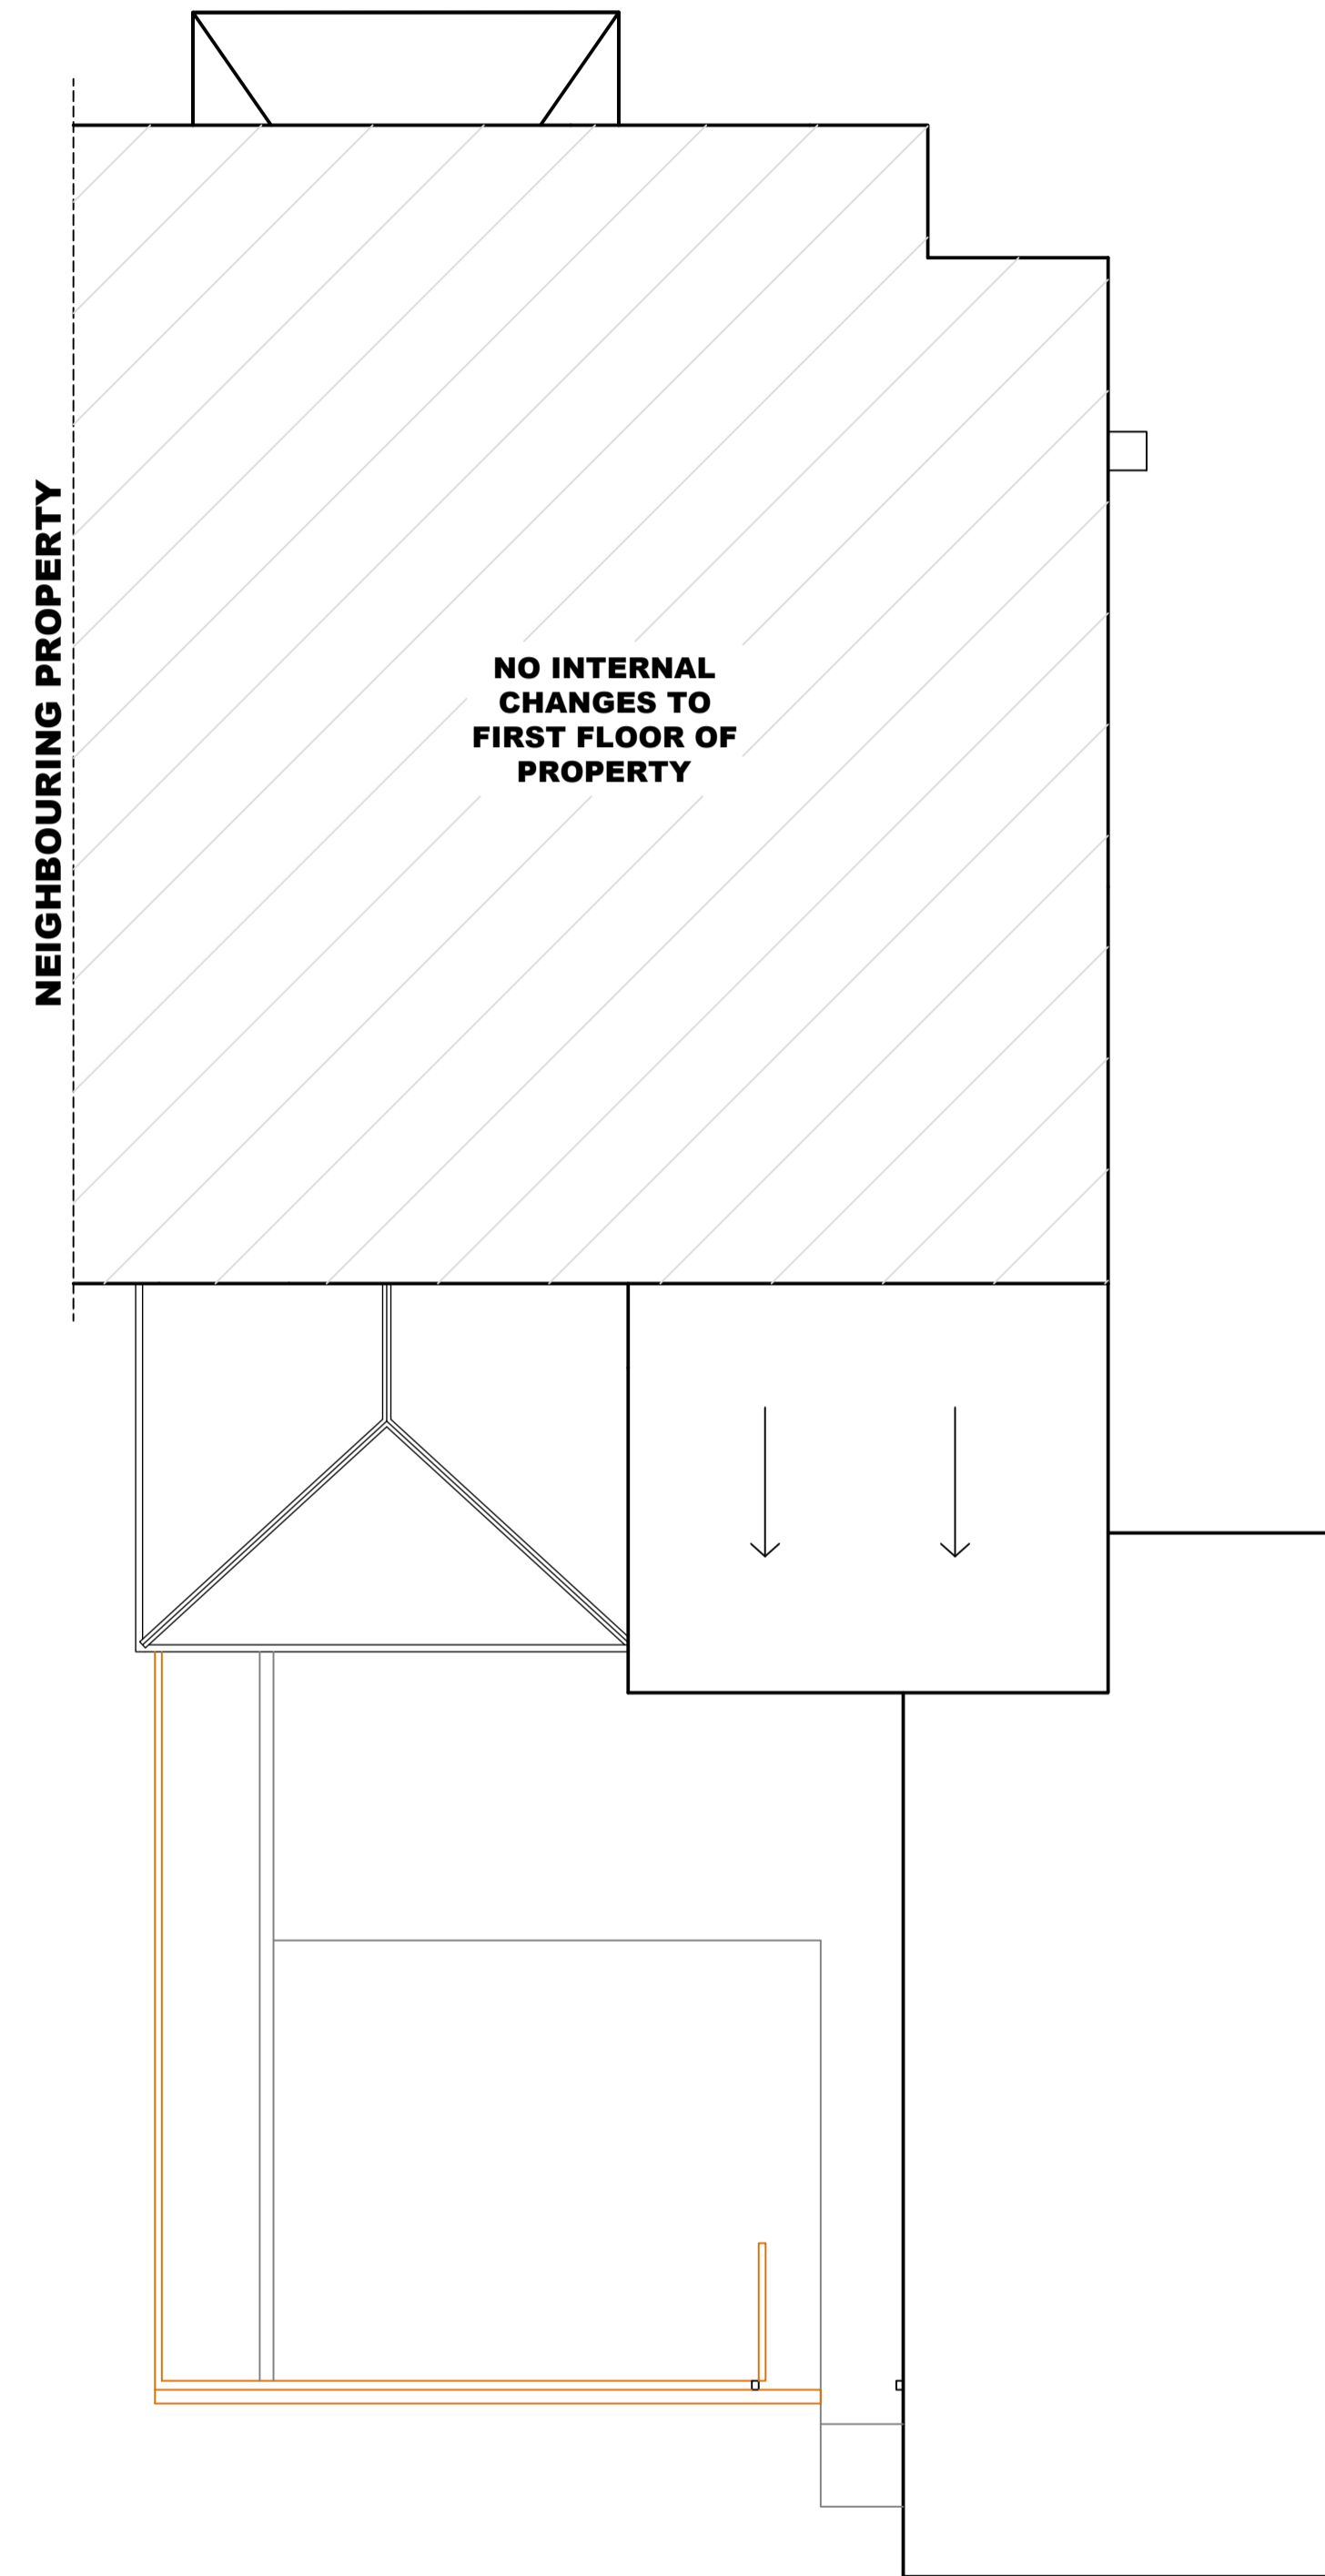 NEIGHBOURING PROPERTY
NO INTERNAL
CHANGES TO
FIRST FLOOR OF
PROPERTY